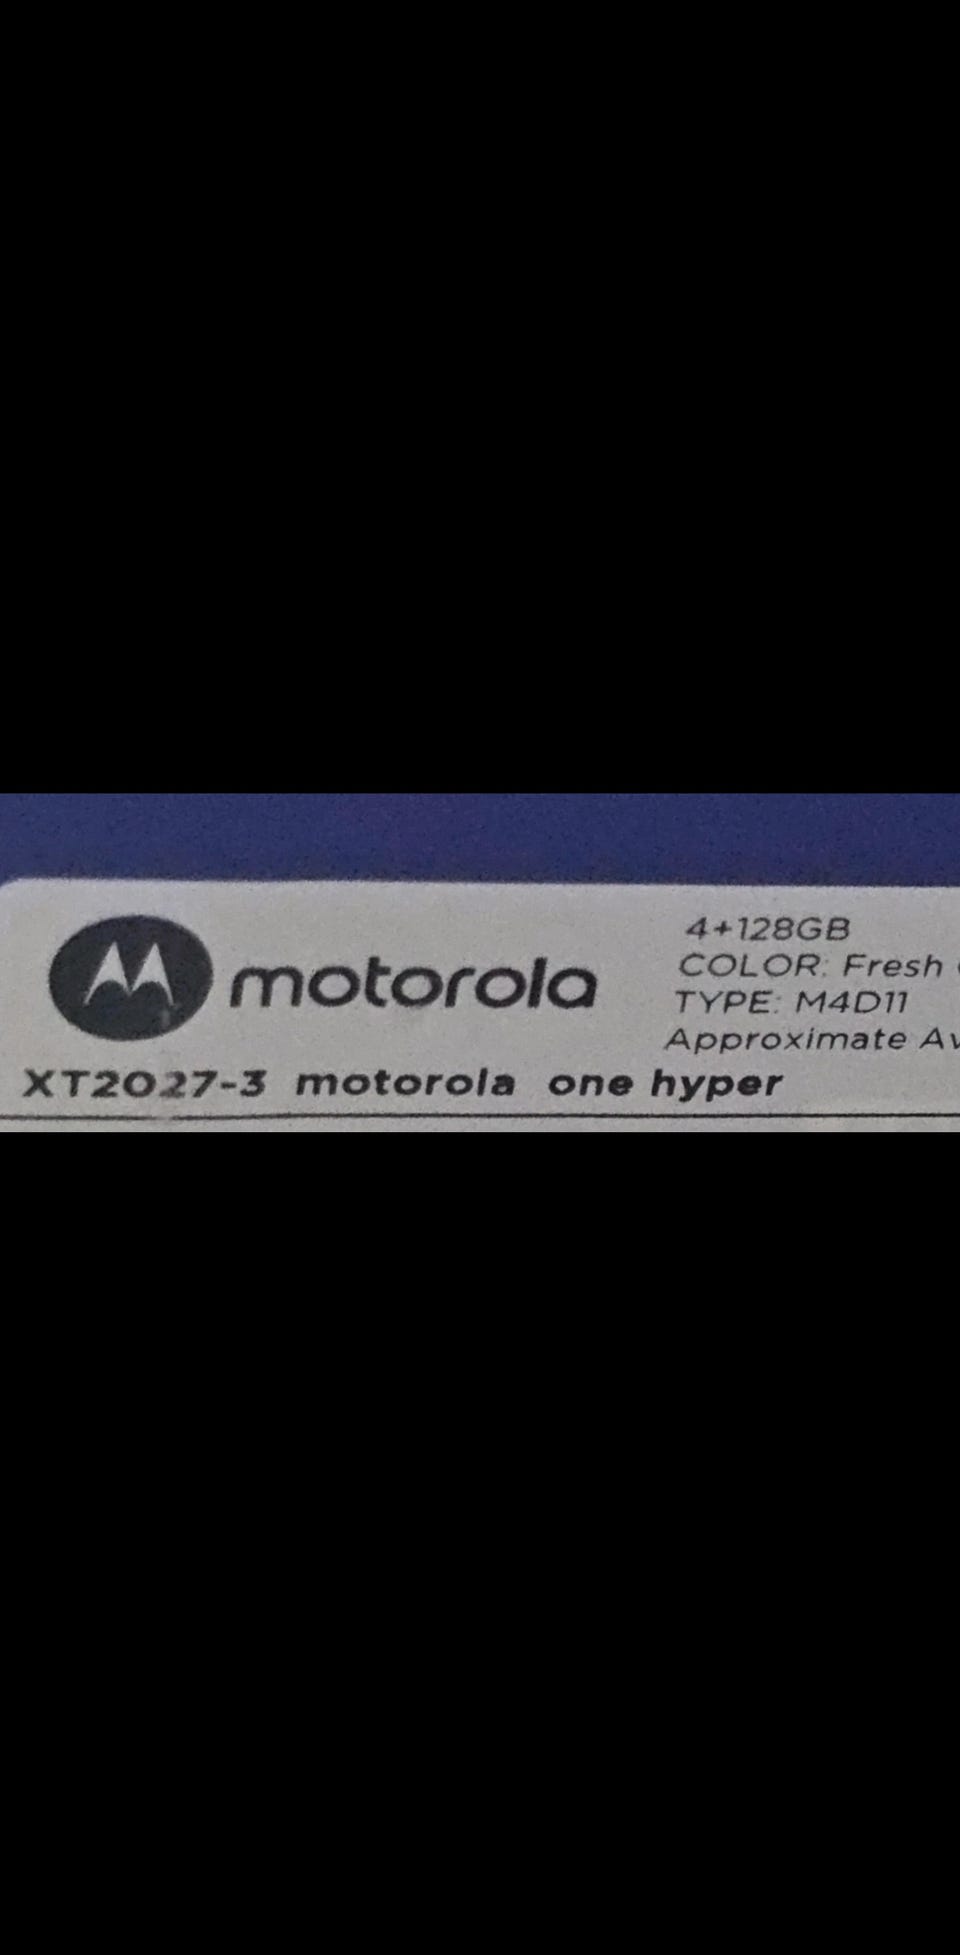 motorola
4+128GB
COLOR: Fresh
TYPE: M4D11
Approximate
XT2027-3 motorola one hyper